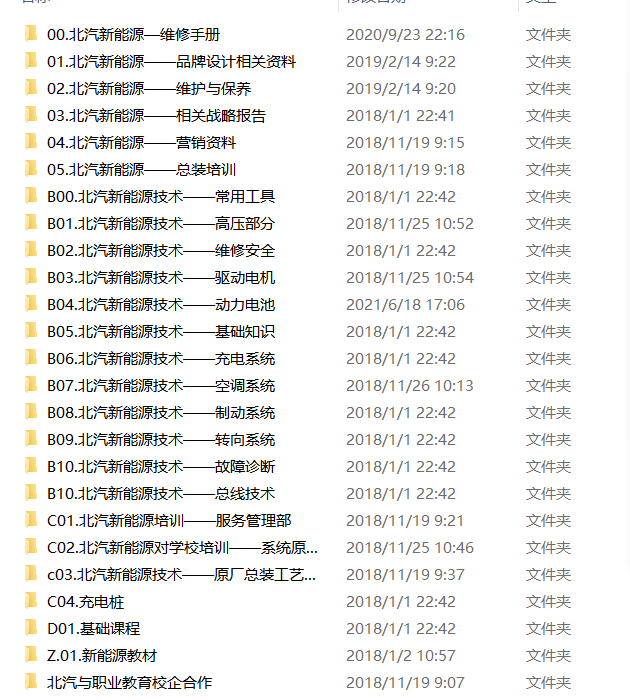 00.北汽新能源—维修手册 2020/9/23 22:16 文件夹
01.北汽新能源——品牌设计相关资料 2019/2/14 9:22 文件夹
02.北汽新能源——维护与保养 2019/2/14 9:20 文件夹
03.北汽新能源——相关战略报告 2018/1/1 22:41 文件夹
04.北汽新能源——营销资料 2018/11/19 9:15 文件夹
05.北汽新能源——总装培训 2018/11/19 9:18 文件夹
B00.北汽新能源技术——常用工具 2018/1/1 22:42 文件夹
B01.北汽新能源技术——高压部分 2018/11/25 10:52 文件夹
B02.北汽新能源技术——维修安全 2018/1/1 22:42 文件夹
B03.北汽新能源技术——驱动电机 2018/11/25 10:54 文件夹
B04.北汽新能源技术——动力电池 2021/6/18 17:06 文件夹
B05.北汽新能源技术——基础知识 2018/1/1 22:42 文件夹
B06.北汽新能源技术——充电系统 2018/1/1 22:42 文件夹
B07.北汽新能源技术——空调系统 2018/11/26 10:13 文件夹
B08.北汽新能源技术——制动系统 2018/1/1 22:42 文件夹
B09.北汽新能源技术——转向系统 2018/1/1 22:42 文件夹
B10.北汽新能源技术——故障诊断 2018/1/1 22:42 文件夹
B10.北汽新能源技术——总线技术 2018/1/1 22:42 文件夹
C01.北汽新能源培训——服务管理部 2018/11/19 9:21 文件夹
C02.北汽新能源对学校培训——系统原... 2018/11/25 10:46 文件夹
c03.北汽新能源技术——原厂总装工艺... 2018/11/19 9:37 文件夹
C04.充电桩 2018/1/1 22:42 文件夹
D01.基础课程 2018/1/1 22:42 文件夹
Z.01.新能源教材 2018/1/2 10:57 文件夹
北汽与职业教育校企合作 2018/11/19 9:07 文件夹